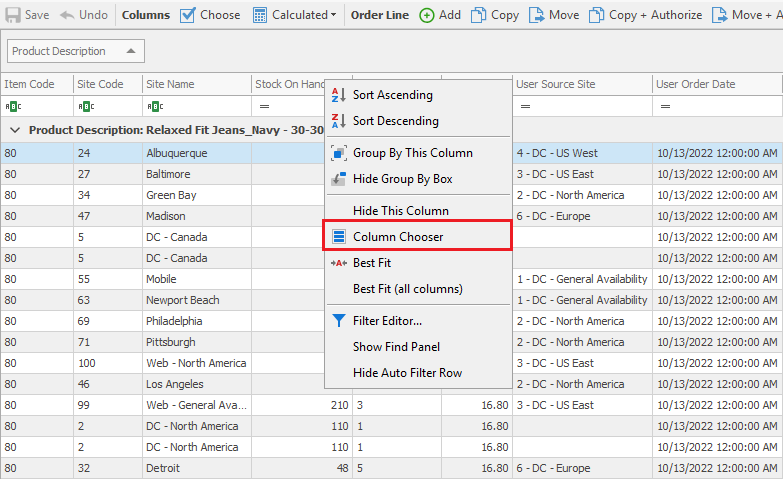 Save Undo Columns Choose Calculated Order Line Add Copy Move Copy + Authorize Move + A
Product Description
Item Code Site Code Site Name Stock On Han User Source Site User Order Date
ABC ABC ABC = = =
Product Description: Relaxed Fit Jeans_Navy - 30-30
Sort Ascending
Sort Descending
Group By This Column
Hide Group By Box
Hide This Column
Column Chooser
Best Fit
Best Fit (all columns)
Filter Editor...
Show Find Panel
Hide Auto Filter Row
80 24 Albuquerque 4 - DC - US West 10/13/2022 12:00:00 AM
80 27 Baltimore 3 - DC - US East 10/13/2022 12:00:00 AM
80 34 Green Bay 2 - DC - North America 10/13/2022 12:00:00 AM
80 47 Madison 6 - DC - Europe 10/13/2022 12:00:00 AM
80 5 DC - Canada 10/13/2022 12:00:00 AM
80 5 DC - Canada 10/13/2022 12:00:00 AM
80 55 Mobile 1 - DC - General Availability 10/13/2022 12:00:00 AM
80 63 Newport Beach 1 - DC - General Availability 10/13/2022 12:00:00 AM
80 69 Philadelphia 2 - DC - North America 10/13/2022 12:00:00 AM
80 71 Pittsburgh 2 - DC - North America 10/13/2022 12:00:00 AM
80 100 Web - North America 3 - DC - US East 10/13/2022 12:00:00 AM
80 46 Los Angeles 2 - DC - North America 10/13/2022 12:00:00 AM
80 99 Web - General Ava... 210 3 16.80 3 - DC - US East 10/13/2022 12:00:00 AM
80 2 DC - North America 110 1 16.80 10/13/2022 12:00:00 AM
80 2 DC - North America 110 1 16.80 10/13/2022 12:00:00 AM
80 32 Detroit 48 5 16.80 6 - DC - Europe 10/13/2022 12:00:00 AM